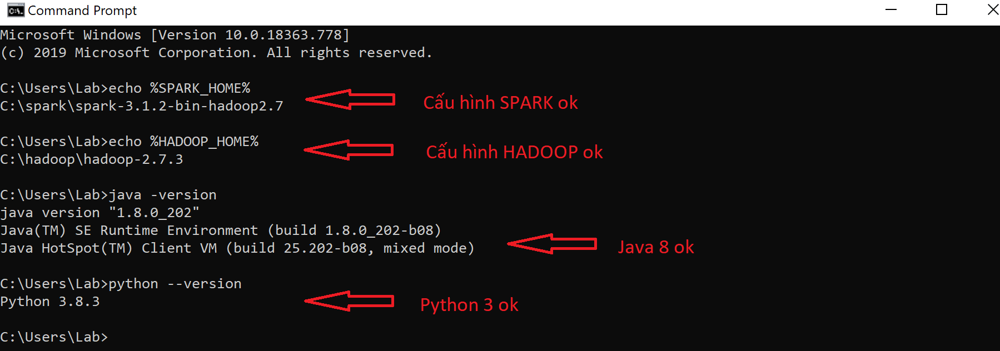 Command Prompt
Microsoft Windows [Version 10.0.18363.778]
(c) 2019 Microsoft Corporation. All rights reserved.
C:\Users\Lab>echo %SPARK_HOME%
C:\spark\spark-3.1.2-bin-hadoop2.7
Cấu hình SPARK ok
C:\Users\Lab>echo %HADOOP_HOME%
C:\hadoop\hadoop-2.7.3
Cấu hình HADOOP ok
C:\Users\Lab>java -version
java version "1.8.0_202"
Java(TM) SE Runtime Environment (build 1.8.0_202-b08)
Java HotSpot(TM) Client VM (build 25.202-b08, mixed mode)
Java 8 ok
C:\Users\Lab>python --version
Python 3.8.3
Python 3 ok
C:\Users\Lab>